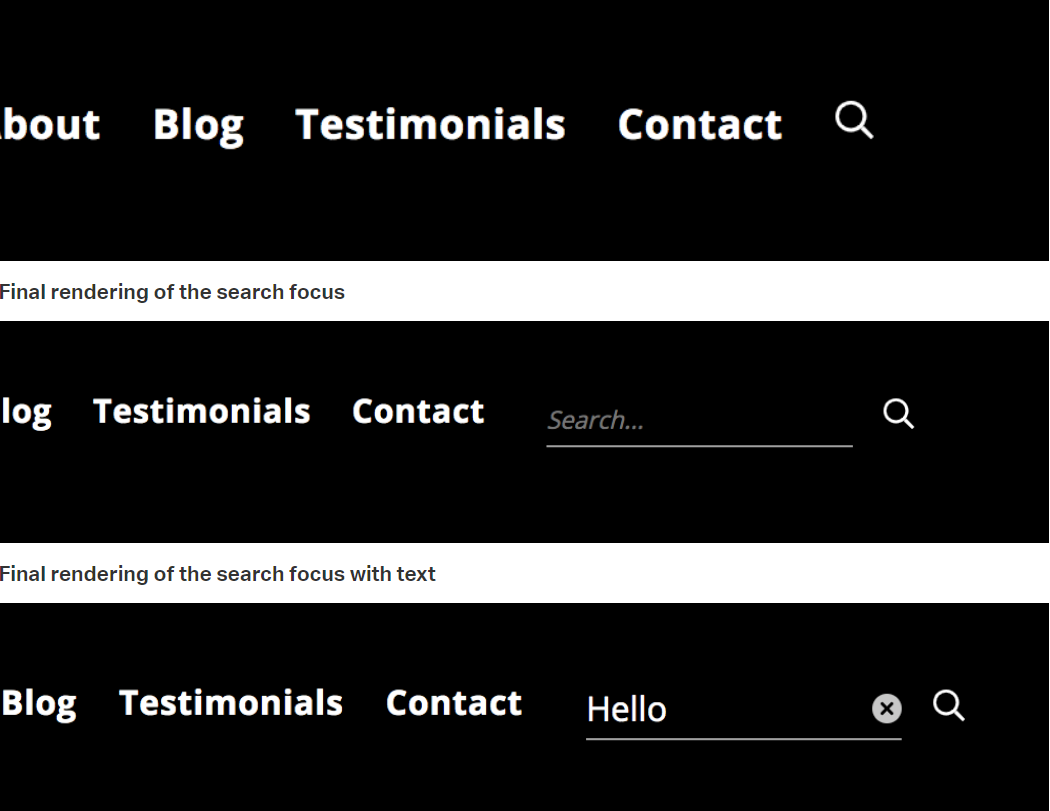 bout Blog Testimonials Contact
Final rendering of the search focus
log Testimonials Contact Search...
Final rendering of the search focus with text
Blog Testimonials Contact Hello